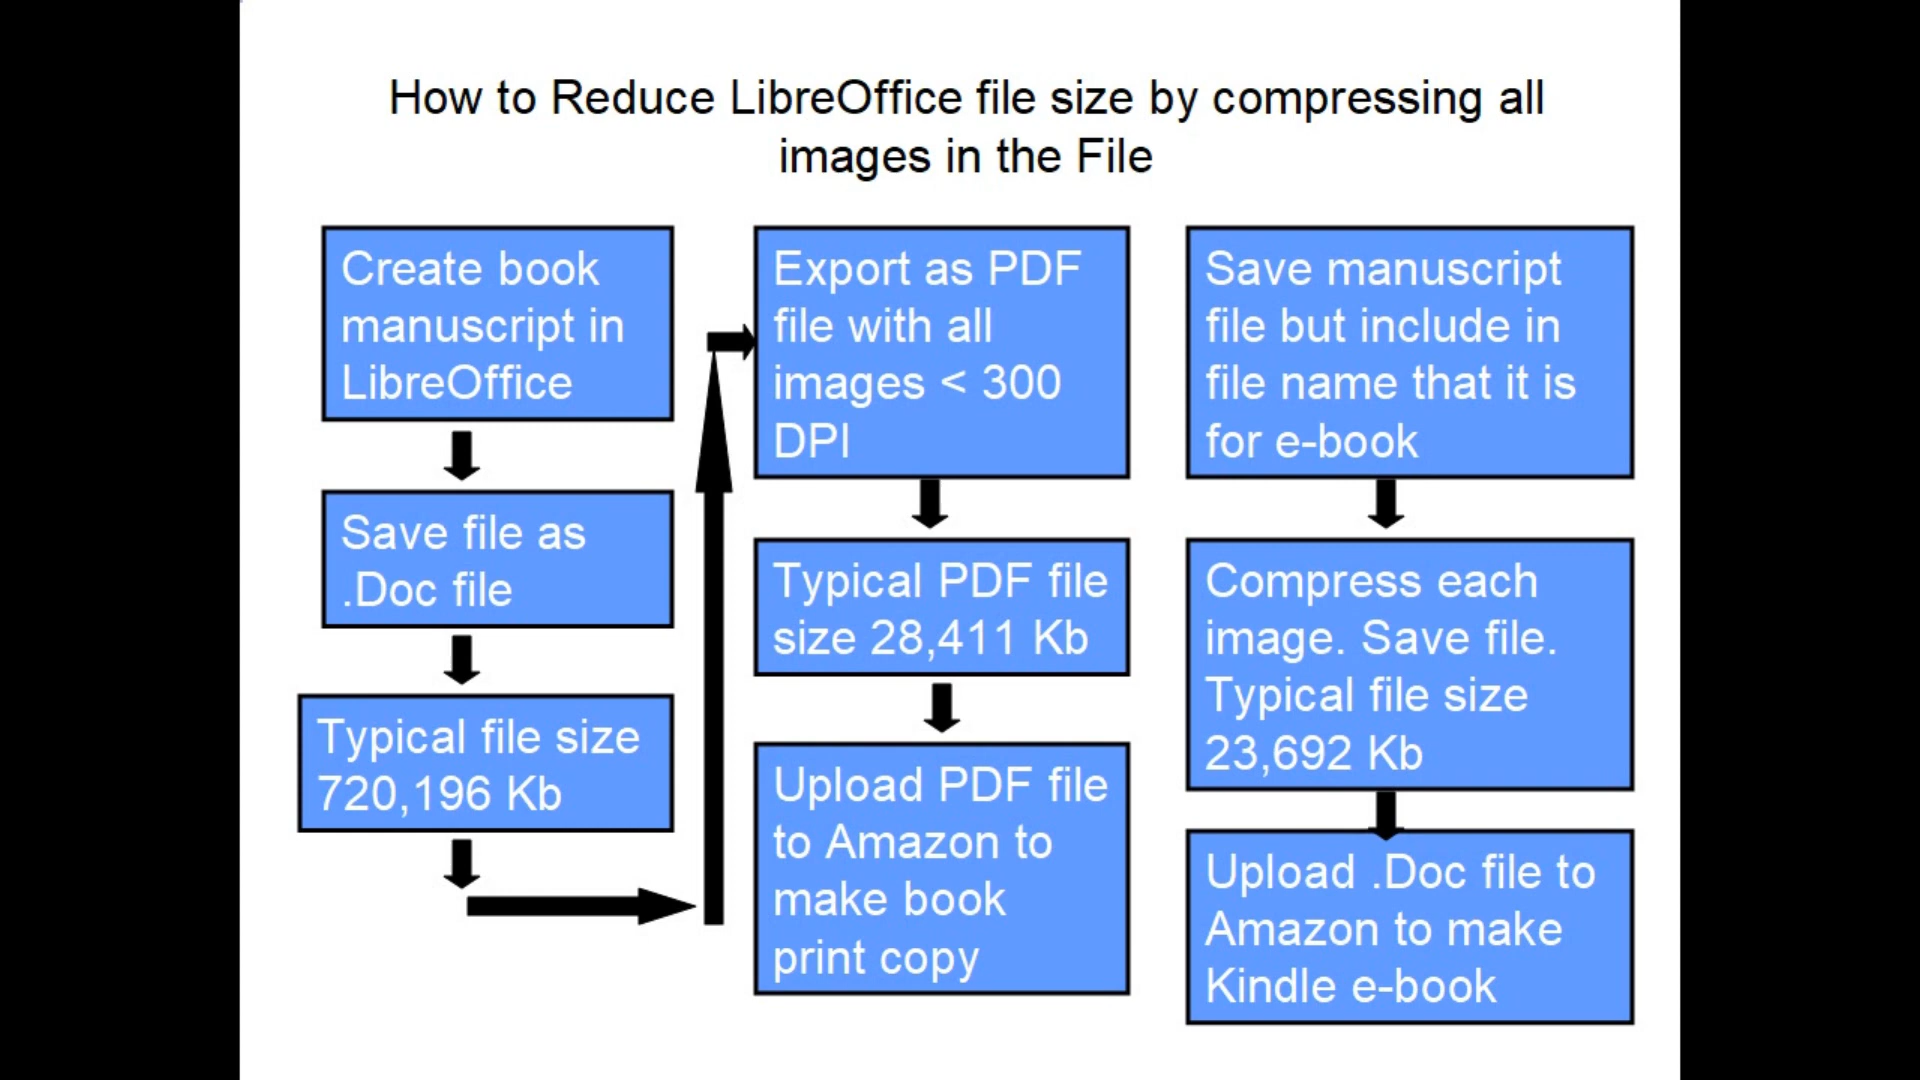 How to Reduce LibreOffice file size by compressing all
images in the File
Create book
manuscript in
LibreOffice
Save file as
.Doc file
Typical file size
720,196 Kb
Export as PDF
file with all
images < 300
DPI
Typical PDF file
size 28,411 Kb
Upload PDF file
to Amazon to
make book
print copy
Save manuscript
file but include in
file name that it is
for e-book
Compress each
image. Save file.
Typical file size
23,692 Kb
Upload .Doc file to
Amazon to make
Kindle e-book